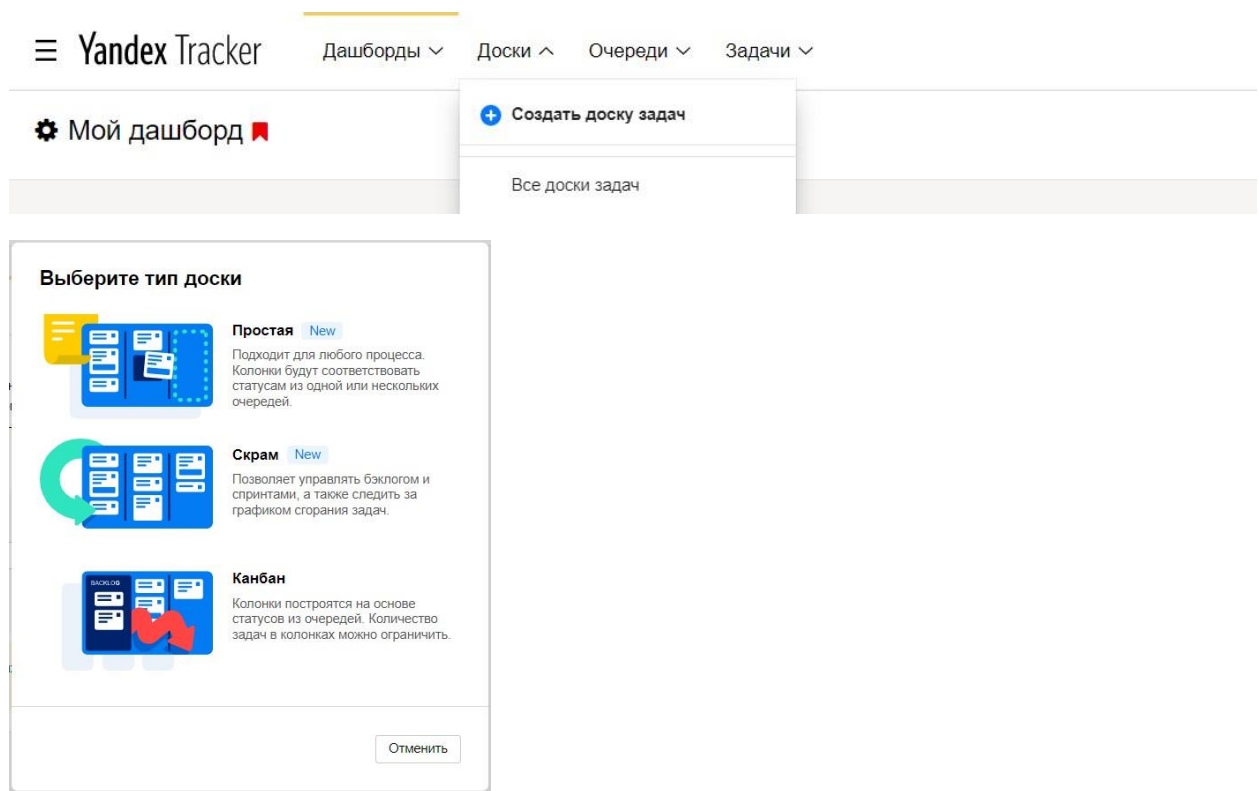 Yandex Tracker Дашборды Доски Очереди Задачи
Мой дашборд
Создать доску задач
Все доски задач
Выберите тип доски
Простая New
Подходит для любого процесса.
Колонки будут соответствовать
статусам из одной или нескольких
очередей.
Скрам New
Позволяет управлять бэклогом и
спринтами, а также следить за
графиком сгорания задач.
BACKLOG
Канбан
Колонки построятся на основе
статусов из очередей. Количество
задач в колонках можно ограничить.
Отменить